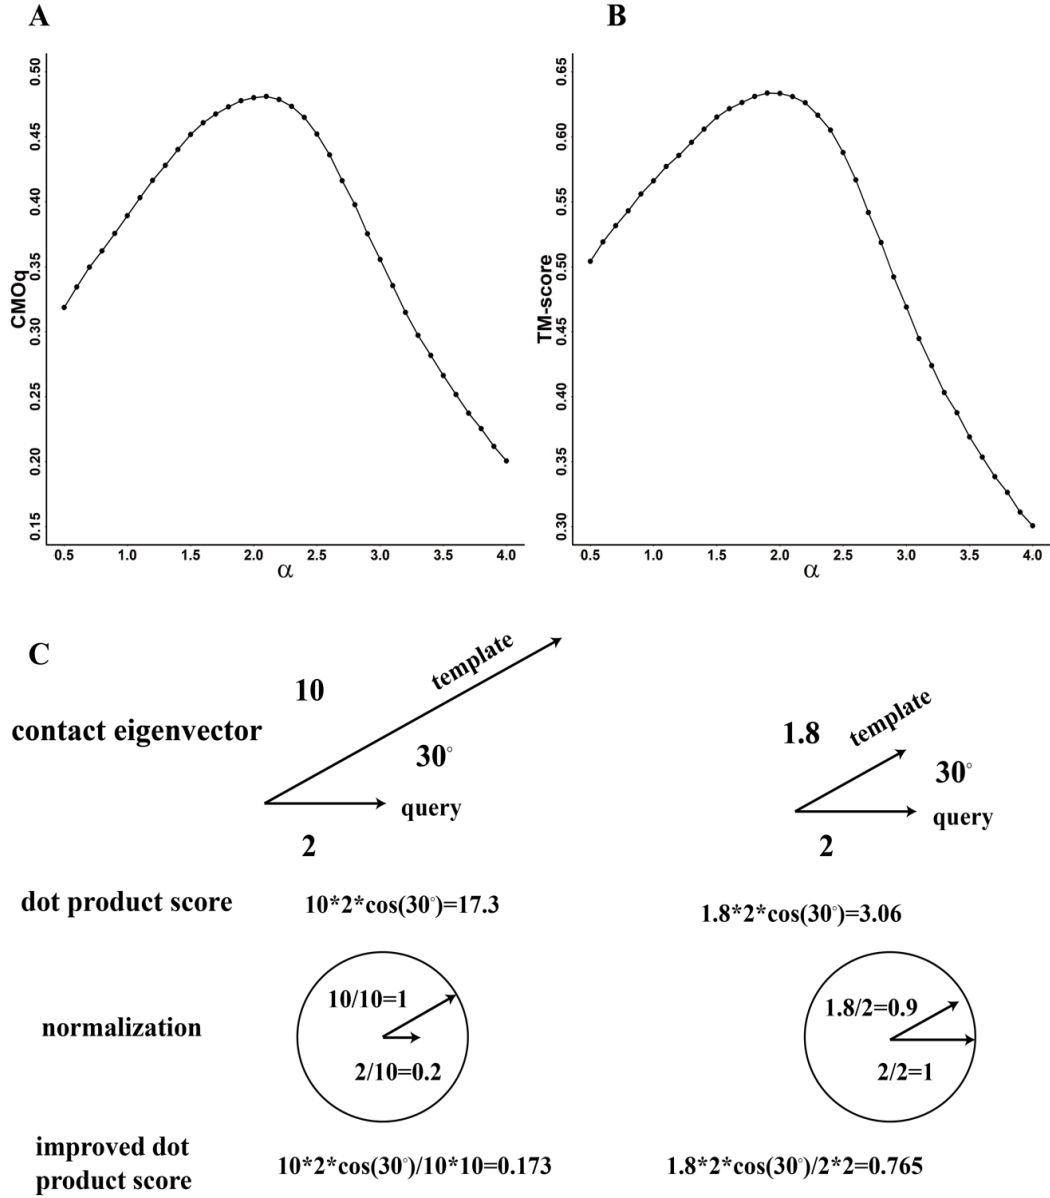 A
B
0.50
0.45
0.40
0.35
0.30
0.25
0.20
0.15
CMOq
0.5 1.0 1.5 2.0 2.5 3.0 3.5 4.0
α
0.65
0.60
0.55
0.50
0.45
0.40
0.35
0.30
TM-score
0.5 1.0 1.5 2.0 2.5 3.0 3.5 4.0
α
C
contact eigenvector
10
template
30°
query
2
1.8
template
30°
query
2
dot product score
10*2*cos(30°)=17.3
1.8*2*cos(30°)=3.06
normalization
10/10=1
2/10=0.2
1.8/2=0.9
2/2=1
improved dot
product score
10*2*cos(30°)/10*10=0.173
1.8*2*cos(30°)/2*2=0.765